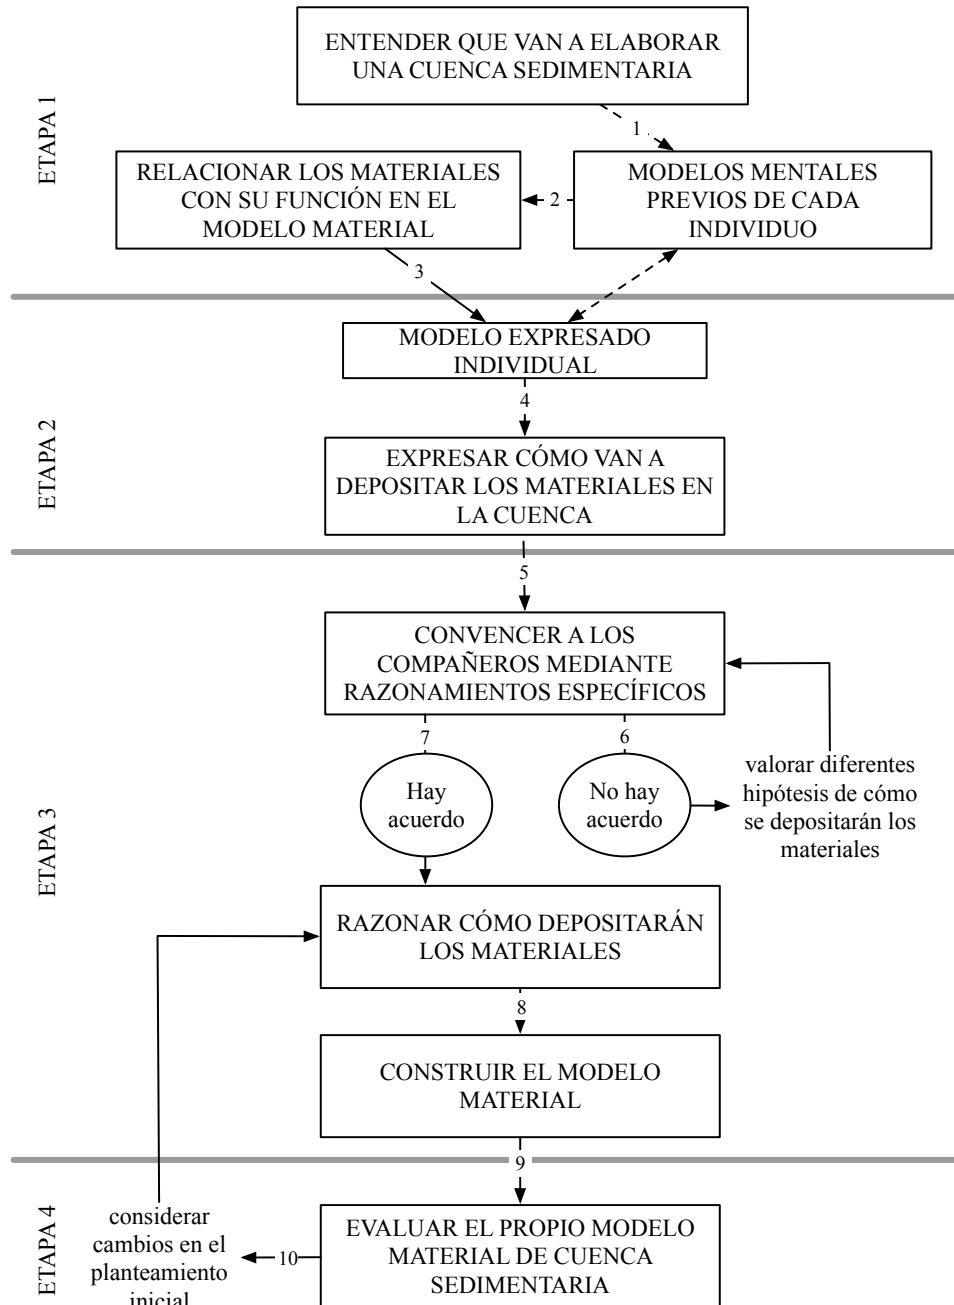 ETAPA 1
ENTENDER QUE VAN A ELABORAR
UNA CUENCA SEDIMENTARIA
1
RELACIONAR LOS MATERIALES
CON SU FUNCIÓN EN EL
MODELO MATERIAL
2
MODELOS MENTALES
PREVIOS DE CADA
INDIVIDUO
3
ETAPA 2
MODELO EXPRESADO
INDIVIDUAL
4
EXPRESAR CÓMO VAN A
DEPOSITAR LOS MATERIALES EN
LA CUENCA
5
ETAPA 3
CONVENCER A LOS
COMPAÑEROS MEDIANTE
RAZONAMIENTOS ESPECÍFICOS
7
6
Hay
acuerdo
No hay
acuerdo
valorar diferentes
hipótesis de cómo
se depositarán los
materiales
RAZONAR CÓMO DEPOSITARÁN
LOS MATERIALES
8
CONSTRUIR EL MODELO
MATERIAL
9
ETAPA 4
EVALUAR EL PROPIO MODELO
MATERIAL DE CUENCA
SEDIMENTARIA
10
considerar
cambios en el
planteamiento
inicial